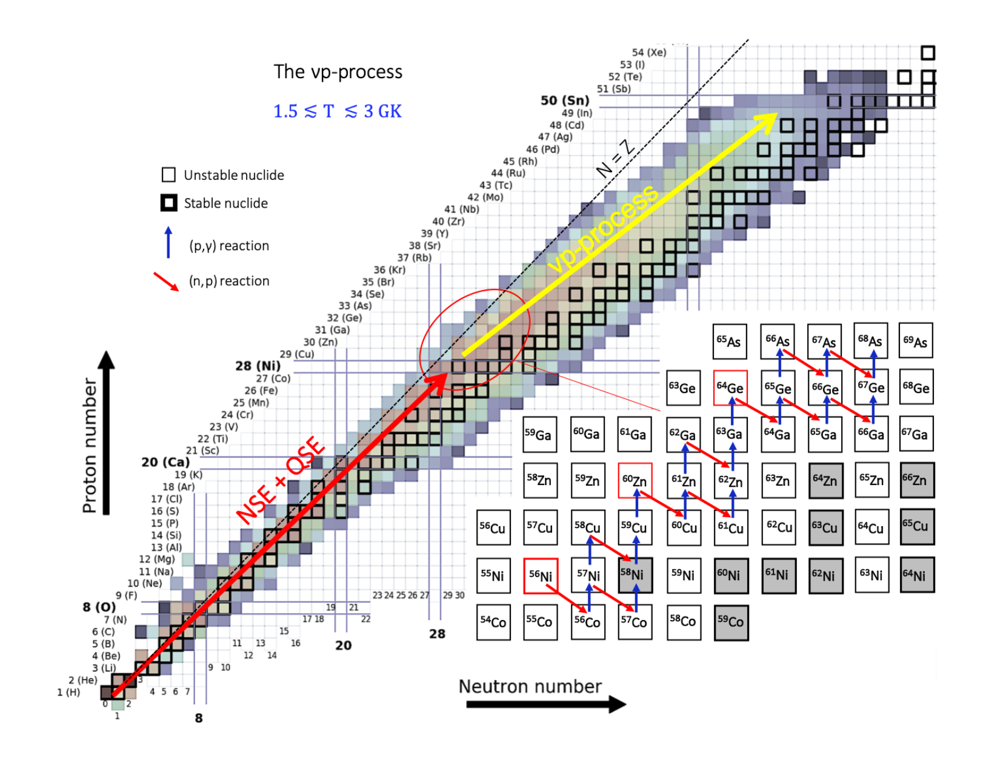 The νp-process
1.5 ≲ T ≲ 3 GK
Unstable nuclide
Stable nuclide
(p,γ) reaction
(n,p) reaction
54 (Xe)
53 (I)
52 (Te)
51 (Sb)
50 (Sn)
49 (In)
48 (Cd)
47 (Ag)
46 (Pd)
45 (Rh)
44 (Ru)
43 (Tc)
42 (Mo)
41 (Nb)
40 (Zr)
39 (Y)
38 (Sr)
37 (Rb)
36 (Kr)
35 (Br)
34 (Se)
33 (As)
32 (Ge)
31 (Ga)
30 (Zn)
29 (Cu)
28 (Ni)
27 (Co)
26 (Fe)
25 (Mn)
24 (Cr)
23 (V)
22 (Ti)
21 (Sc)
20 (Ca)
19 (K)
18 (Ar)
17 (Cl)
16 (S)
15 (P)
14 (Si)
13 (Al)
12 (Mg)
11 (Na)
10 (Ne)
9 (F)
8 (O)
7 (N)
6 (C)
5 (B)
4 (Be)
3 (Li)
2 (He)
1 (H)
N = Z
νp-process
NSE + QSE
Proton number
Neutron number
0
1
2
3
4 5 6 7
8
9 10
11
12
13
14
15
16
17 18
19
20
21
22
23 24 25 26 27
28
29 30
⁶⁵As ⁶⁶As ⁶⁷As ⁶⁸As ⁶⁹As
⁶³Ge ⁶⁴Ge ⁶⁵Ge ⁶⁶Ge ⁶⁷Ge ⁶⁸Ge
⁵⁹Ga ⁶⁰Ga ⁶¹Ga ⁶²Ga ⁶³Ga ⁶⁴Ga ⁶⁵Ga ⁶⁶Ga ⁶⁷Ga
⁵⁸Zn ⁵⁹Zn ⁶⁰Zn ⁶¹Zn ⁶²Zn ⁶³Zn ⁶⁴Zn ⁶⁵Zn ⁶⁶Zn
⁵⁶Cu ⁵⁷Cu ⁵⁸Cu ⁵⁹Cu ⁶⁰Cu ⁶¹Cu ⁶²Cu ⁶³Cu ⁶⁴Cu ⁶⁵Cu
⁵⁵Ni ⁵⁶Ni ⁵⁷Ni ⁵⁸Ni ⁵⁹Ni ⁶⁰Ni ⁶¹Ni ⁶²Ni ⁶³Ni ⁶⁴Ni
⁵⁴Co ⁵⁵Co ⁵⁶Co ⁵⁷Co ⁵⁸Co ⁵⁹Co